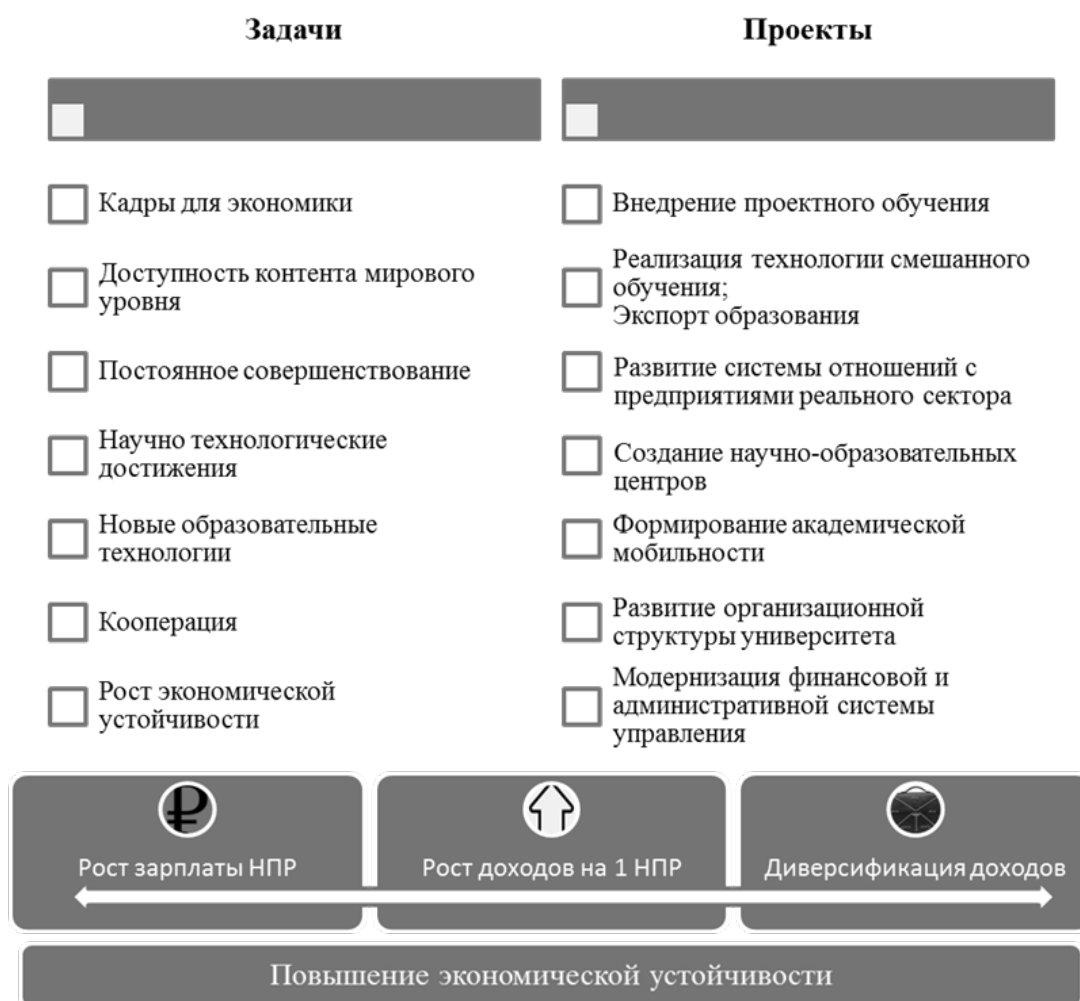 Задачи
Проекты
Кадры для экономики
Доступность контента мирового
уровня
Постоянное совершенствование
Научно технологические
достижения
Новые образовательные
технологии
Кооперация
Рост экономической
устойчивости
Внедрение проектного обучения
Реализация технологии смешанного
обучения;
Экспорт образования
Развитие системы отношений с
предприятиями реального сектора
Создание научно-образовательных
центров
Формирование академической
мобильности
Развитие организационной
структуры университета
Модернизация финансовой и
административной системы
управления
₽
Рост зарплаты НПР
Рост доходов на 1 НПР
Диверсификация доходов
Повышение экономической устойчивости